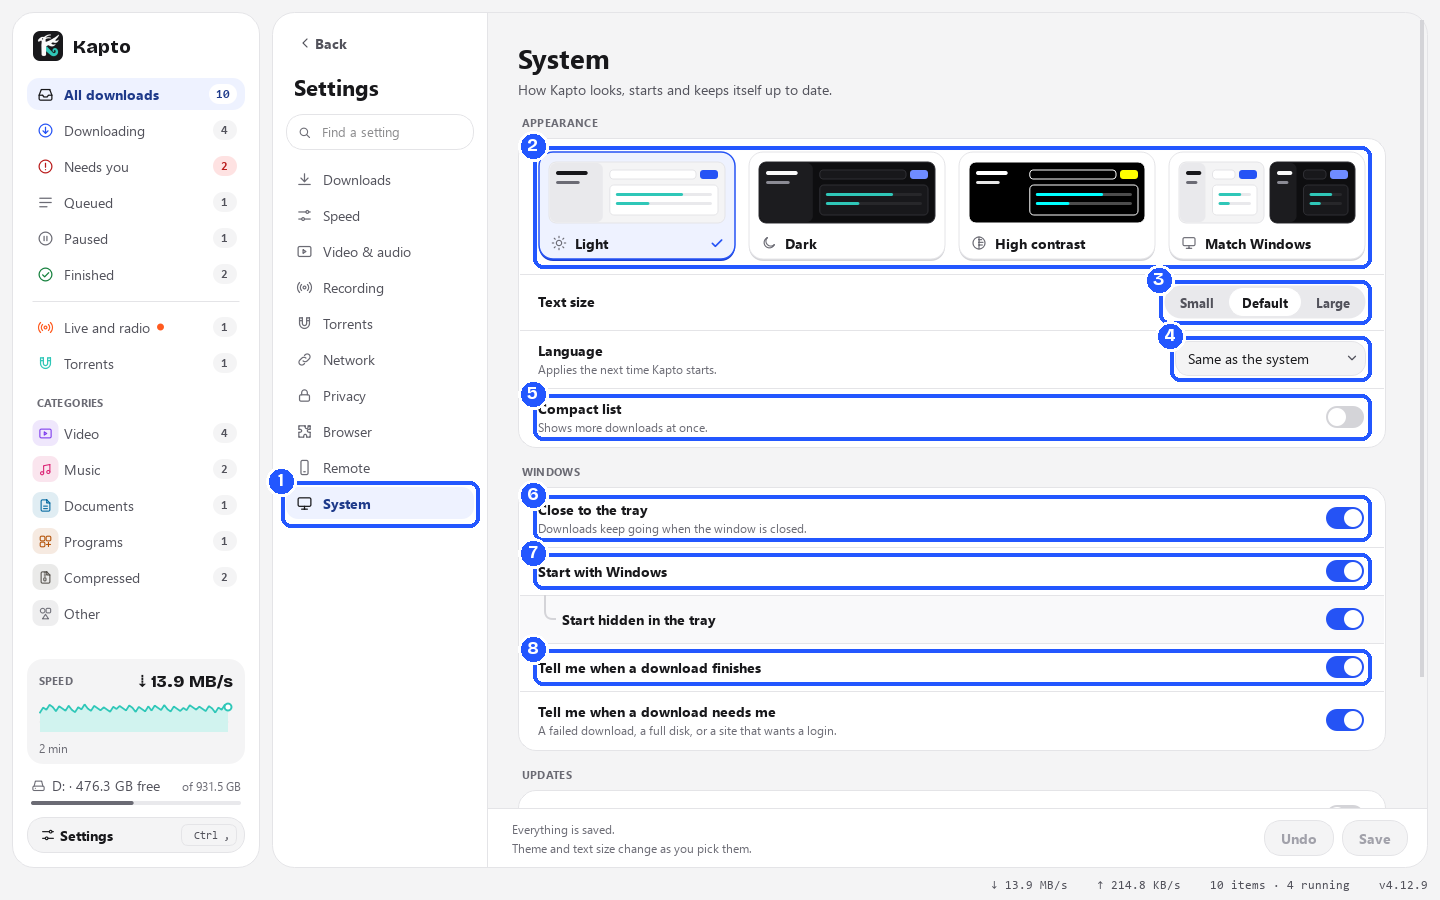 Kapto
All downloads 10
Downloading 4
Needs you 2
Queued 1
Paused 1
Finished 2
Live and radio 1
Torrents 1
CATEGORIES
Video 4
Music 2
Documents 1
Programs 1
Compressed 2
Other
SPEED ↓ 13.9 MB/s
2 min
D: · 476.3 GB free of 931.5 GB
Settings Ctrl ,
Back
Settings
Find a setting
Downloads
Speed
Video & audio
Recording
Torrents
Network
Privacy
Browser
Remote
1
System
System
How Kapto looks, starts and keeps itself up to date.
APPEARANCE
2
Light
Dark
High contrast
Match Windows
3
Text size Small Default Large
4
Language
Applies the next time Kapto starts.
Same as the system
5
Compact list
Shows more downloads at once.
WINDOWS
6
Close to the tray
Downloads keep going when the window is closed.
7
Start with Windows
Start hidden in the tray
8
Tell me when a download finishes
Tell me when a download needs me
A failed download, a full disk, or a site that wants a login.
UPDATES
Everything is saved.
Theme and text size change as you pick them.
Undo Save
↓ 13.9 MB/s ↑ 214.8 KB/s 10 items · 4 running v4.12.9